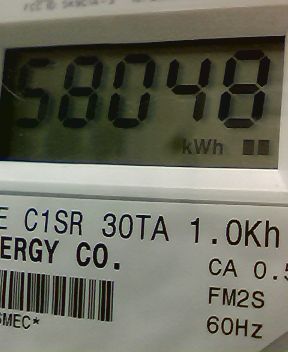 58048
kWh
E C1SR 30TA 1.0Kh
ERGY CO.
CA 0.5
FM2S
60Hz
SMEC*